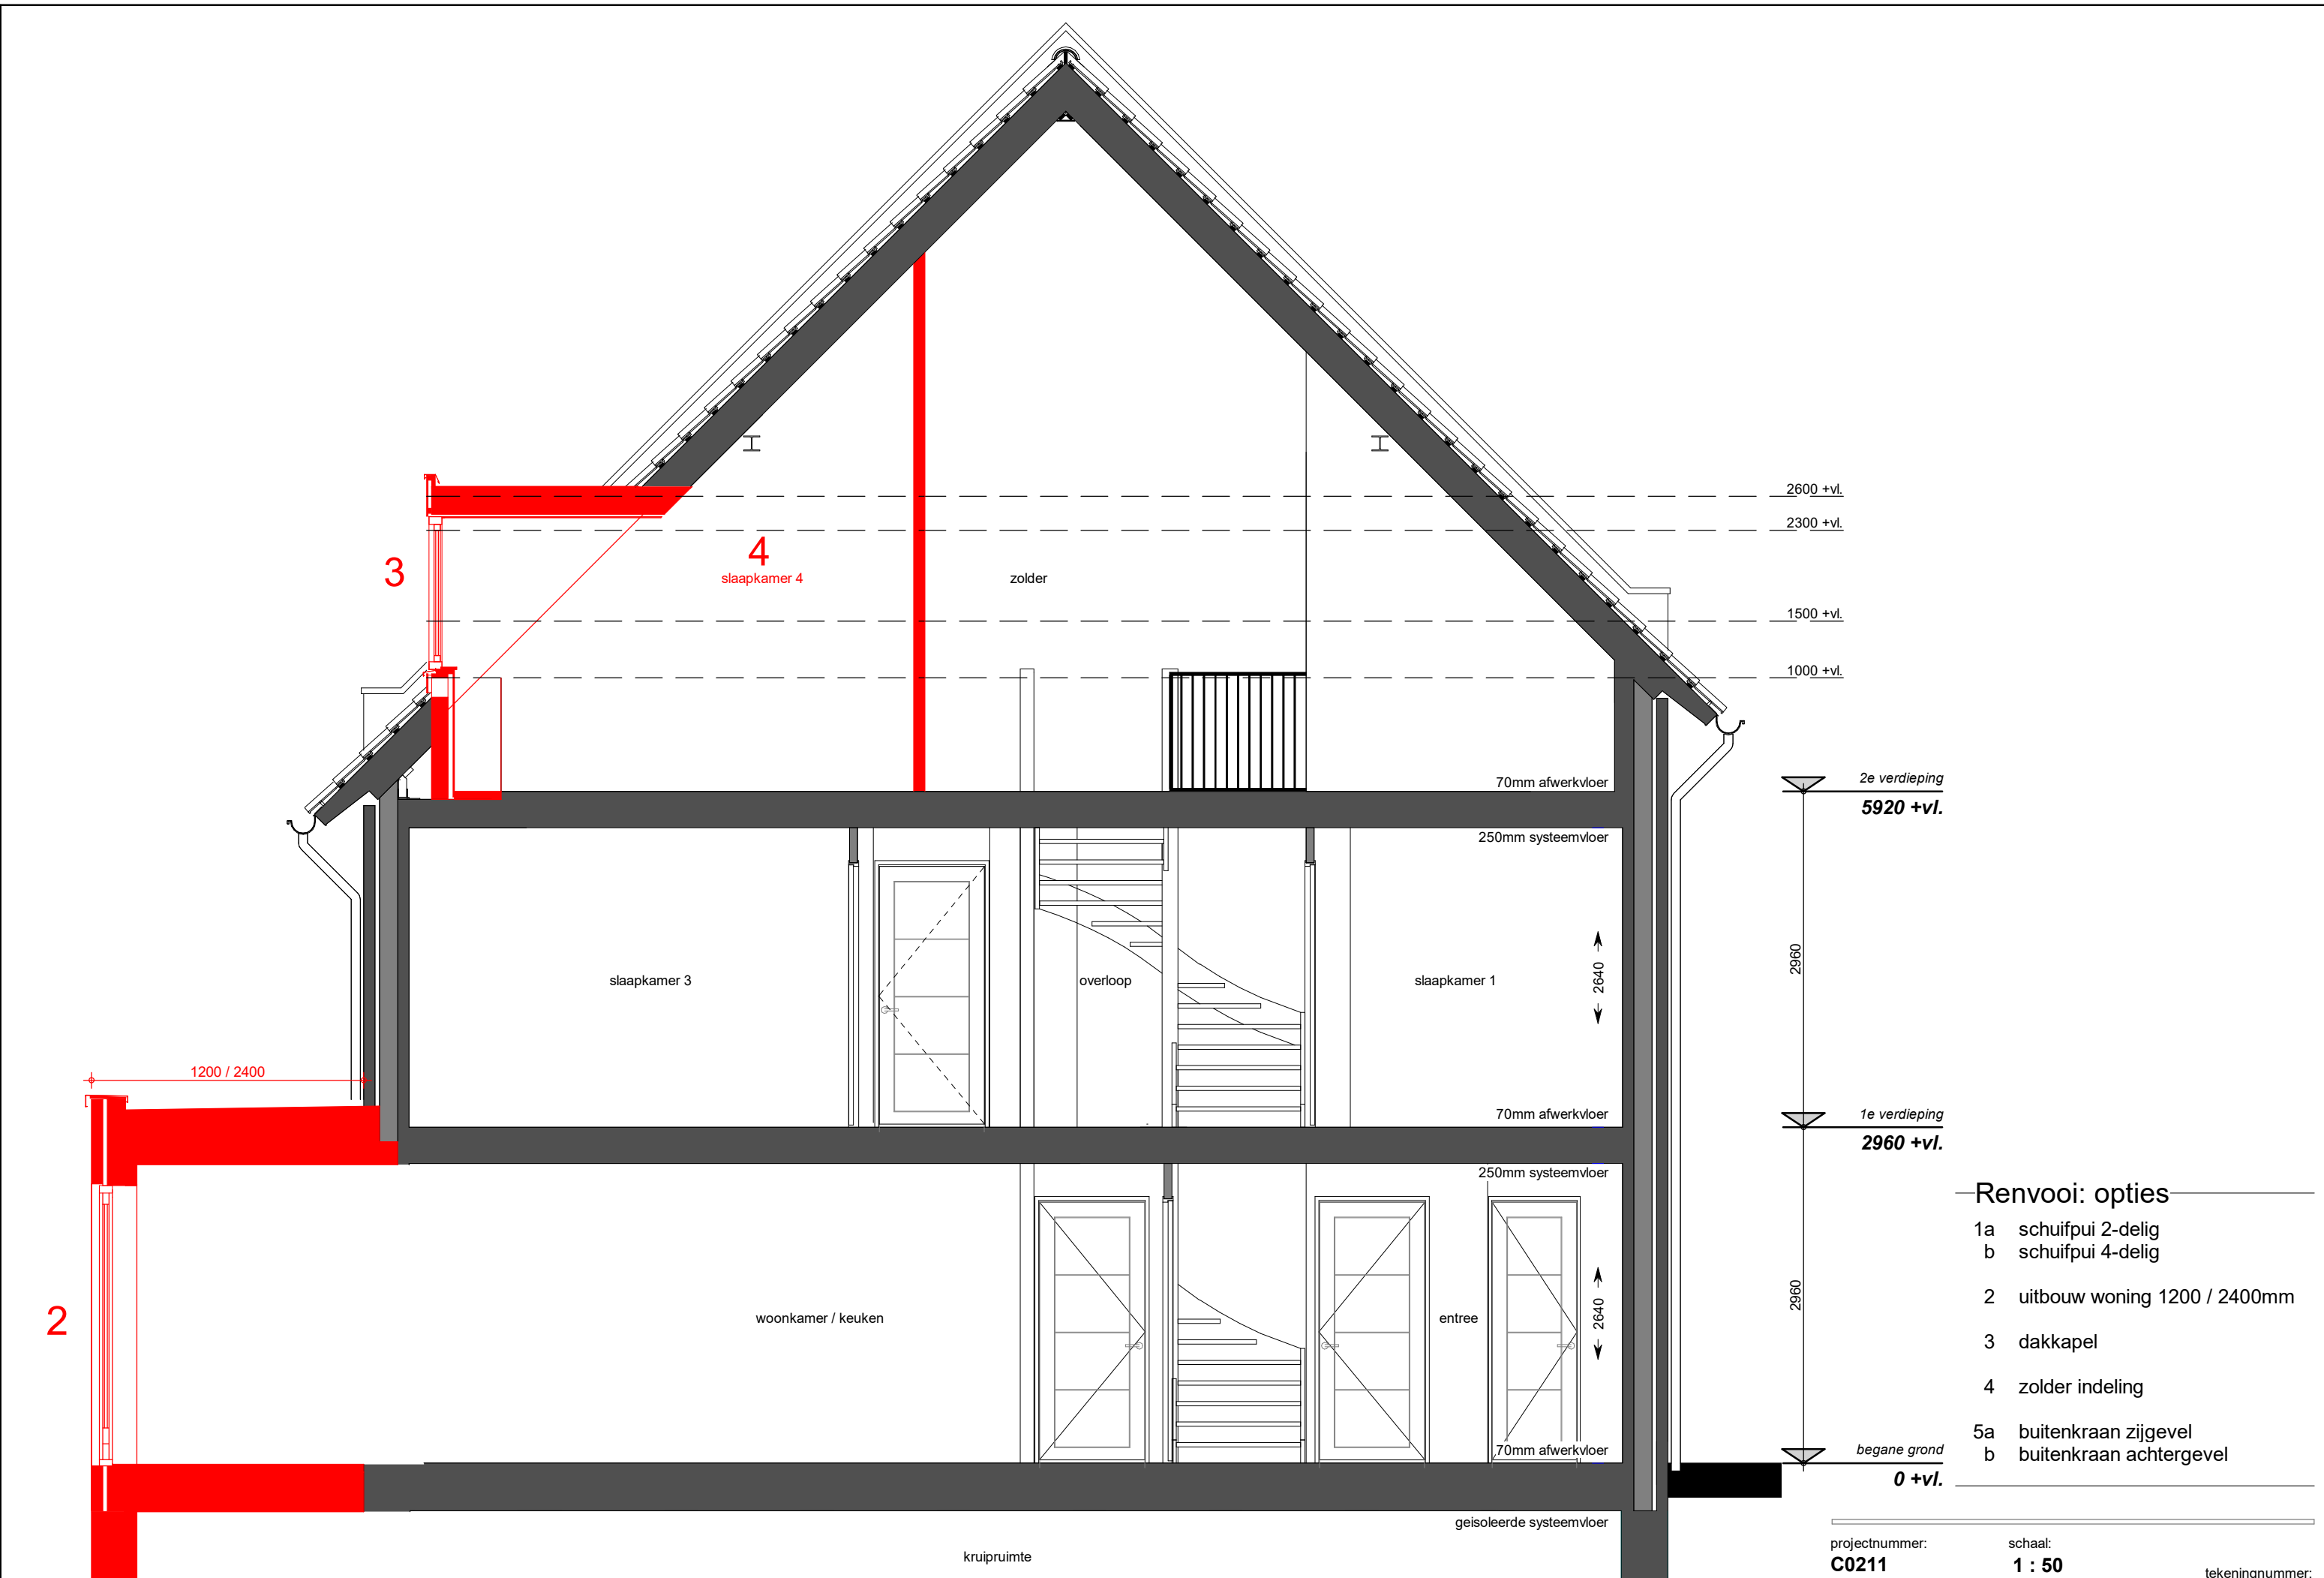 2600 +vl.
2300 +vl.
3
4
slaapkamer 4
zolder
1500 +vl.
1000 +vl.
70mm afwerkvloer
2e verdieping
5920 +vl.
250mm systeemvloer
slaapkamer 3
overloop
slaapkamer 1
2640
2960
1200 / 2400
70mm afwerkvloer
1e verdieping
2960 +vl.
250mm systeemvloer
2
woonkamer / keuken
entree
2640
2960
70mm afwerkvloer
begane grond
0 +vl.
geisoleerde systeemvloer
kruipruimte
Renvooi: opties
1a schuifpui 2-delig
b schuifpui 4-delig
2 uitbouw woning 1200 / 2400mm
3 dakkapel
4 zolder indeling
5a buitenkraan zijgevel
b buitenkraan achtergevel
projectnummer: schaal:
C0211 1 : 50
tekeningnummer: